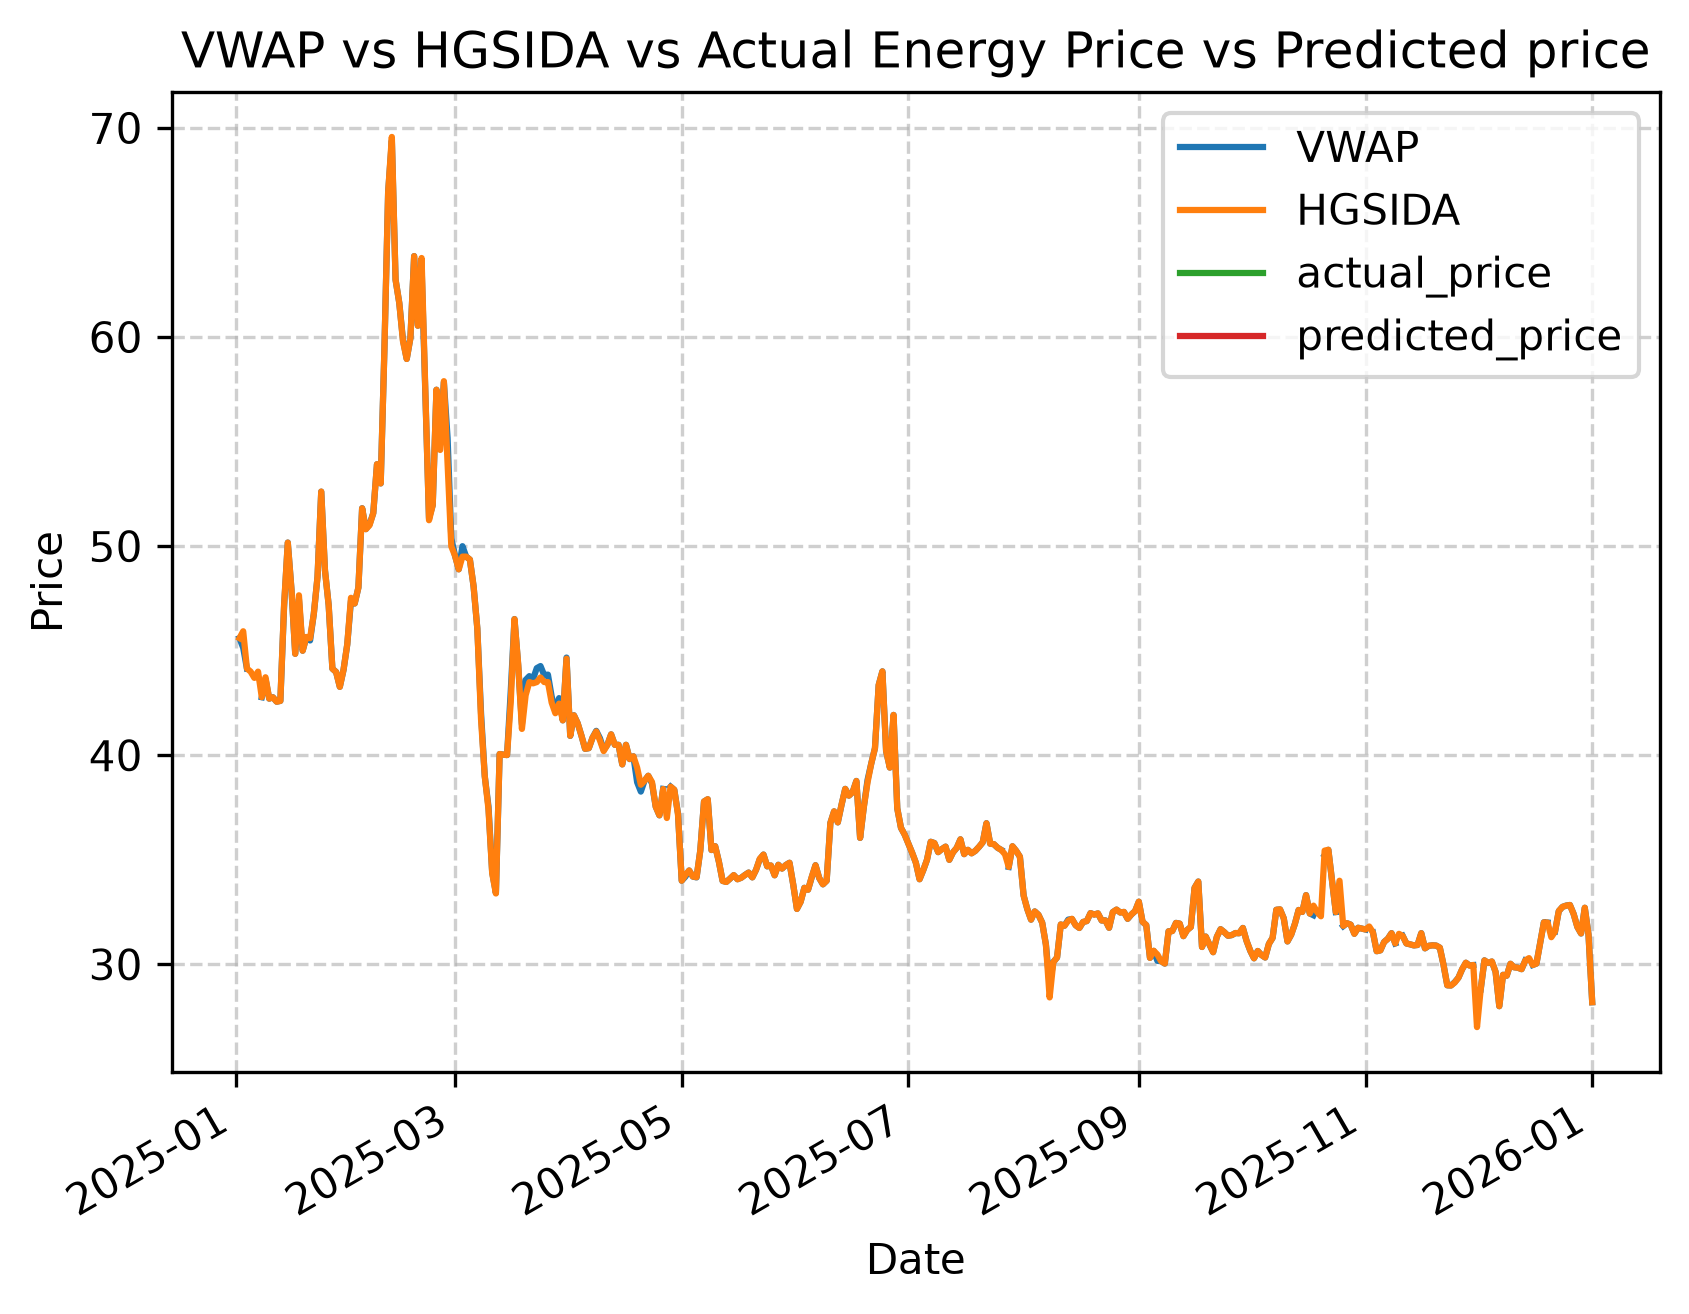 VWAP vs HGSIDA vs Actual Energy Price vs Predicted price
VWAP
HGSIDA
actual_price
predicted_price
Price
70
60
50
40
30
2025-01
2025-03
2025-05
2025-07
2025-09
2025-11
2026-01
Date